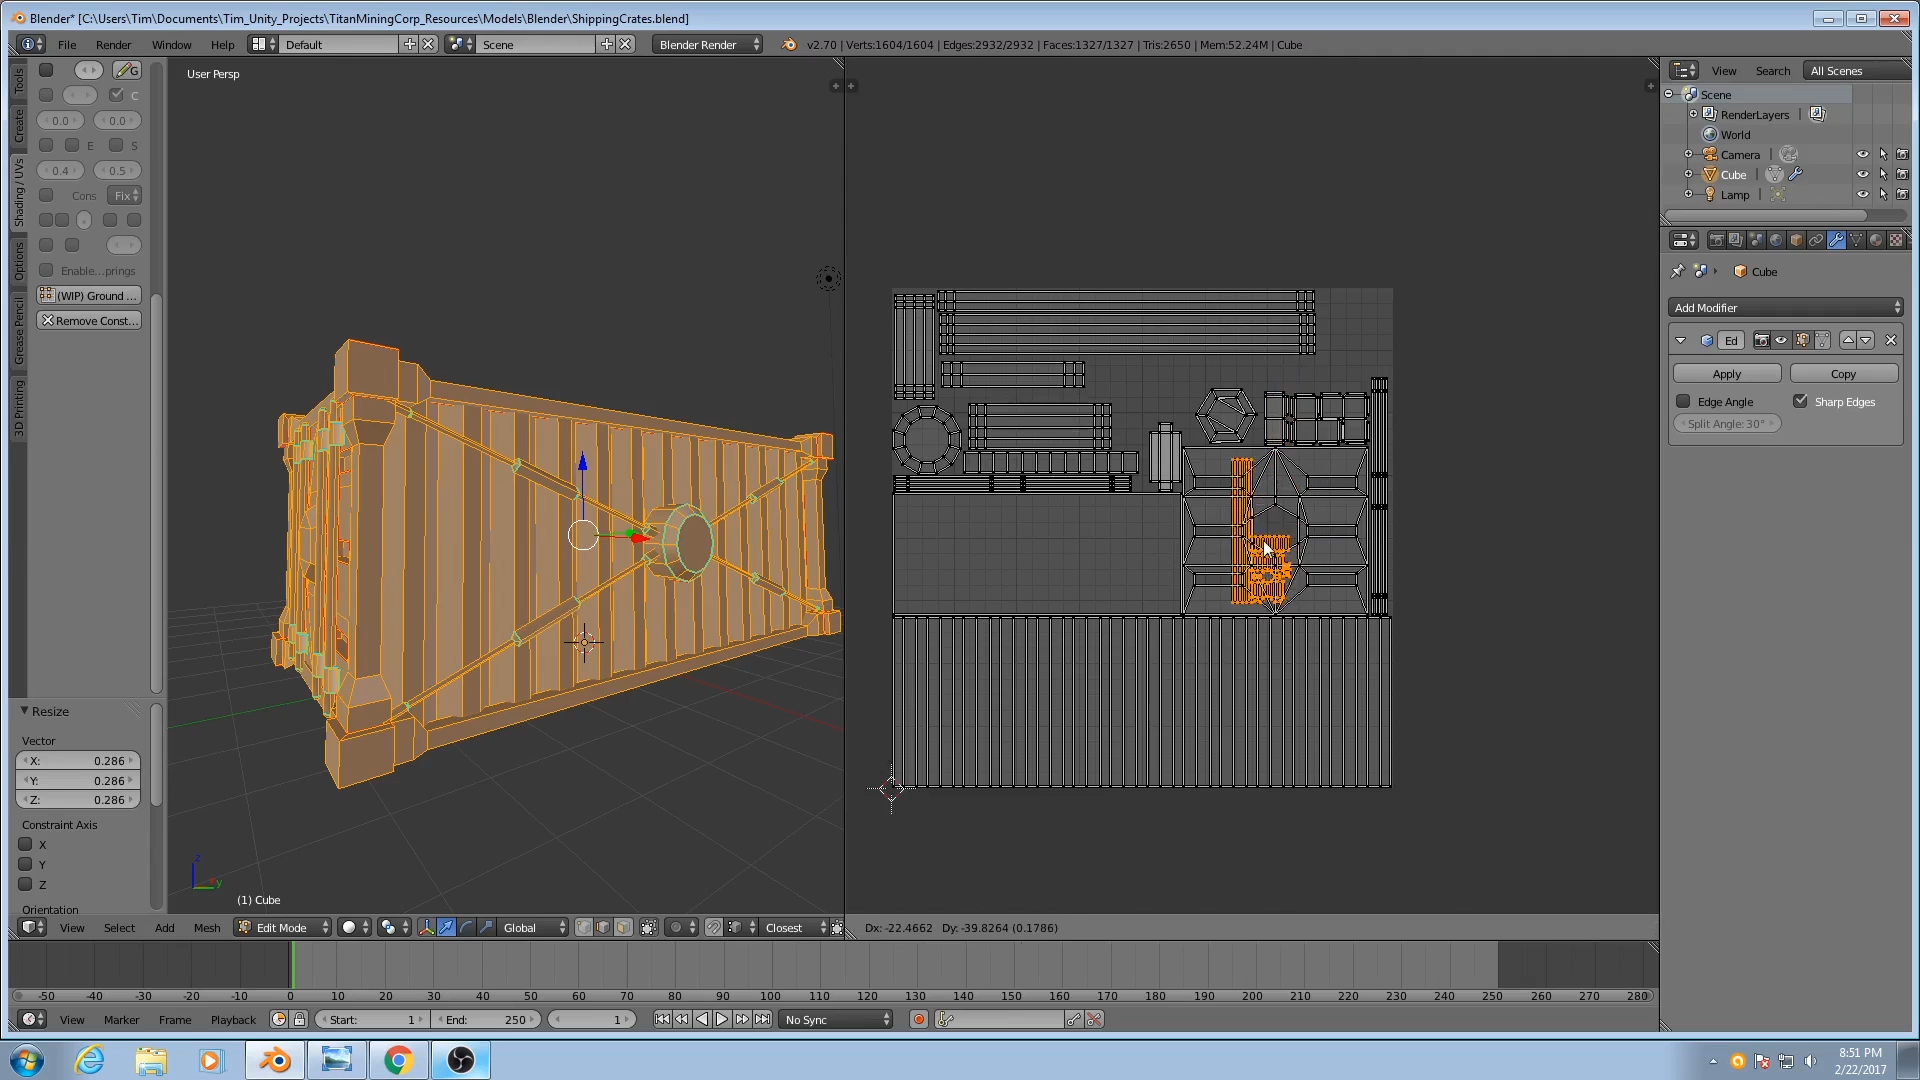 Blender* [C:\Users\Tim\Documents\Tim_Unity_Projects\TitanMiningCorp_Resources\Models\Blender\ShippingCrates.blend]
File Render Window Help Default Scene Blender Render v2.70 | Verts:1604/1604 | Edges:2932/2932 | Faces:1327/1327 | Tris:2650 | Mem:52.24M | Cube
Tools
Create
Shading / UVs
Options
Grease Pencil
3D Printing
G
C
0.0 0.0
E S
0.4 0.5
Cons Fix
Enable...prings
(WIP) Ground ...
Remove Const...
Resize
Vector
X: 0.286
Y: 0.286
Z: 0.286
Constraint Axis
X
Y
Z
Orientation
User Persp
z
y
(1) Cube
View Select Add Mesh Edit Mode Global Closest
Dx: -22.4662 Dy: -39.8264 (0.1786)
View Search All Scenes
Scene
RenderLayers
World
Camera
Cube
Lamp
Cube
Add Modifier
Ed
Apply Copy
Edge Angle Sharp Edges
Split Angle: 30°
-50 -40 -30 -20 -10 0 10 20 30 40 50 60 70 80 90 100 110 120 130 140 150 160 170 180 190 200 210 220 230 240 250 260 270 280
View Marker Frame Playback Start: 1 End: 250 1 No Sync
8:51 PM
2/22/2017